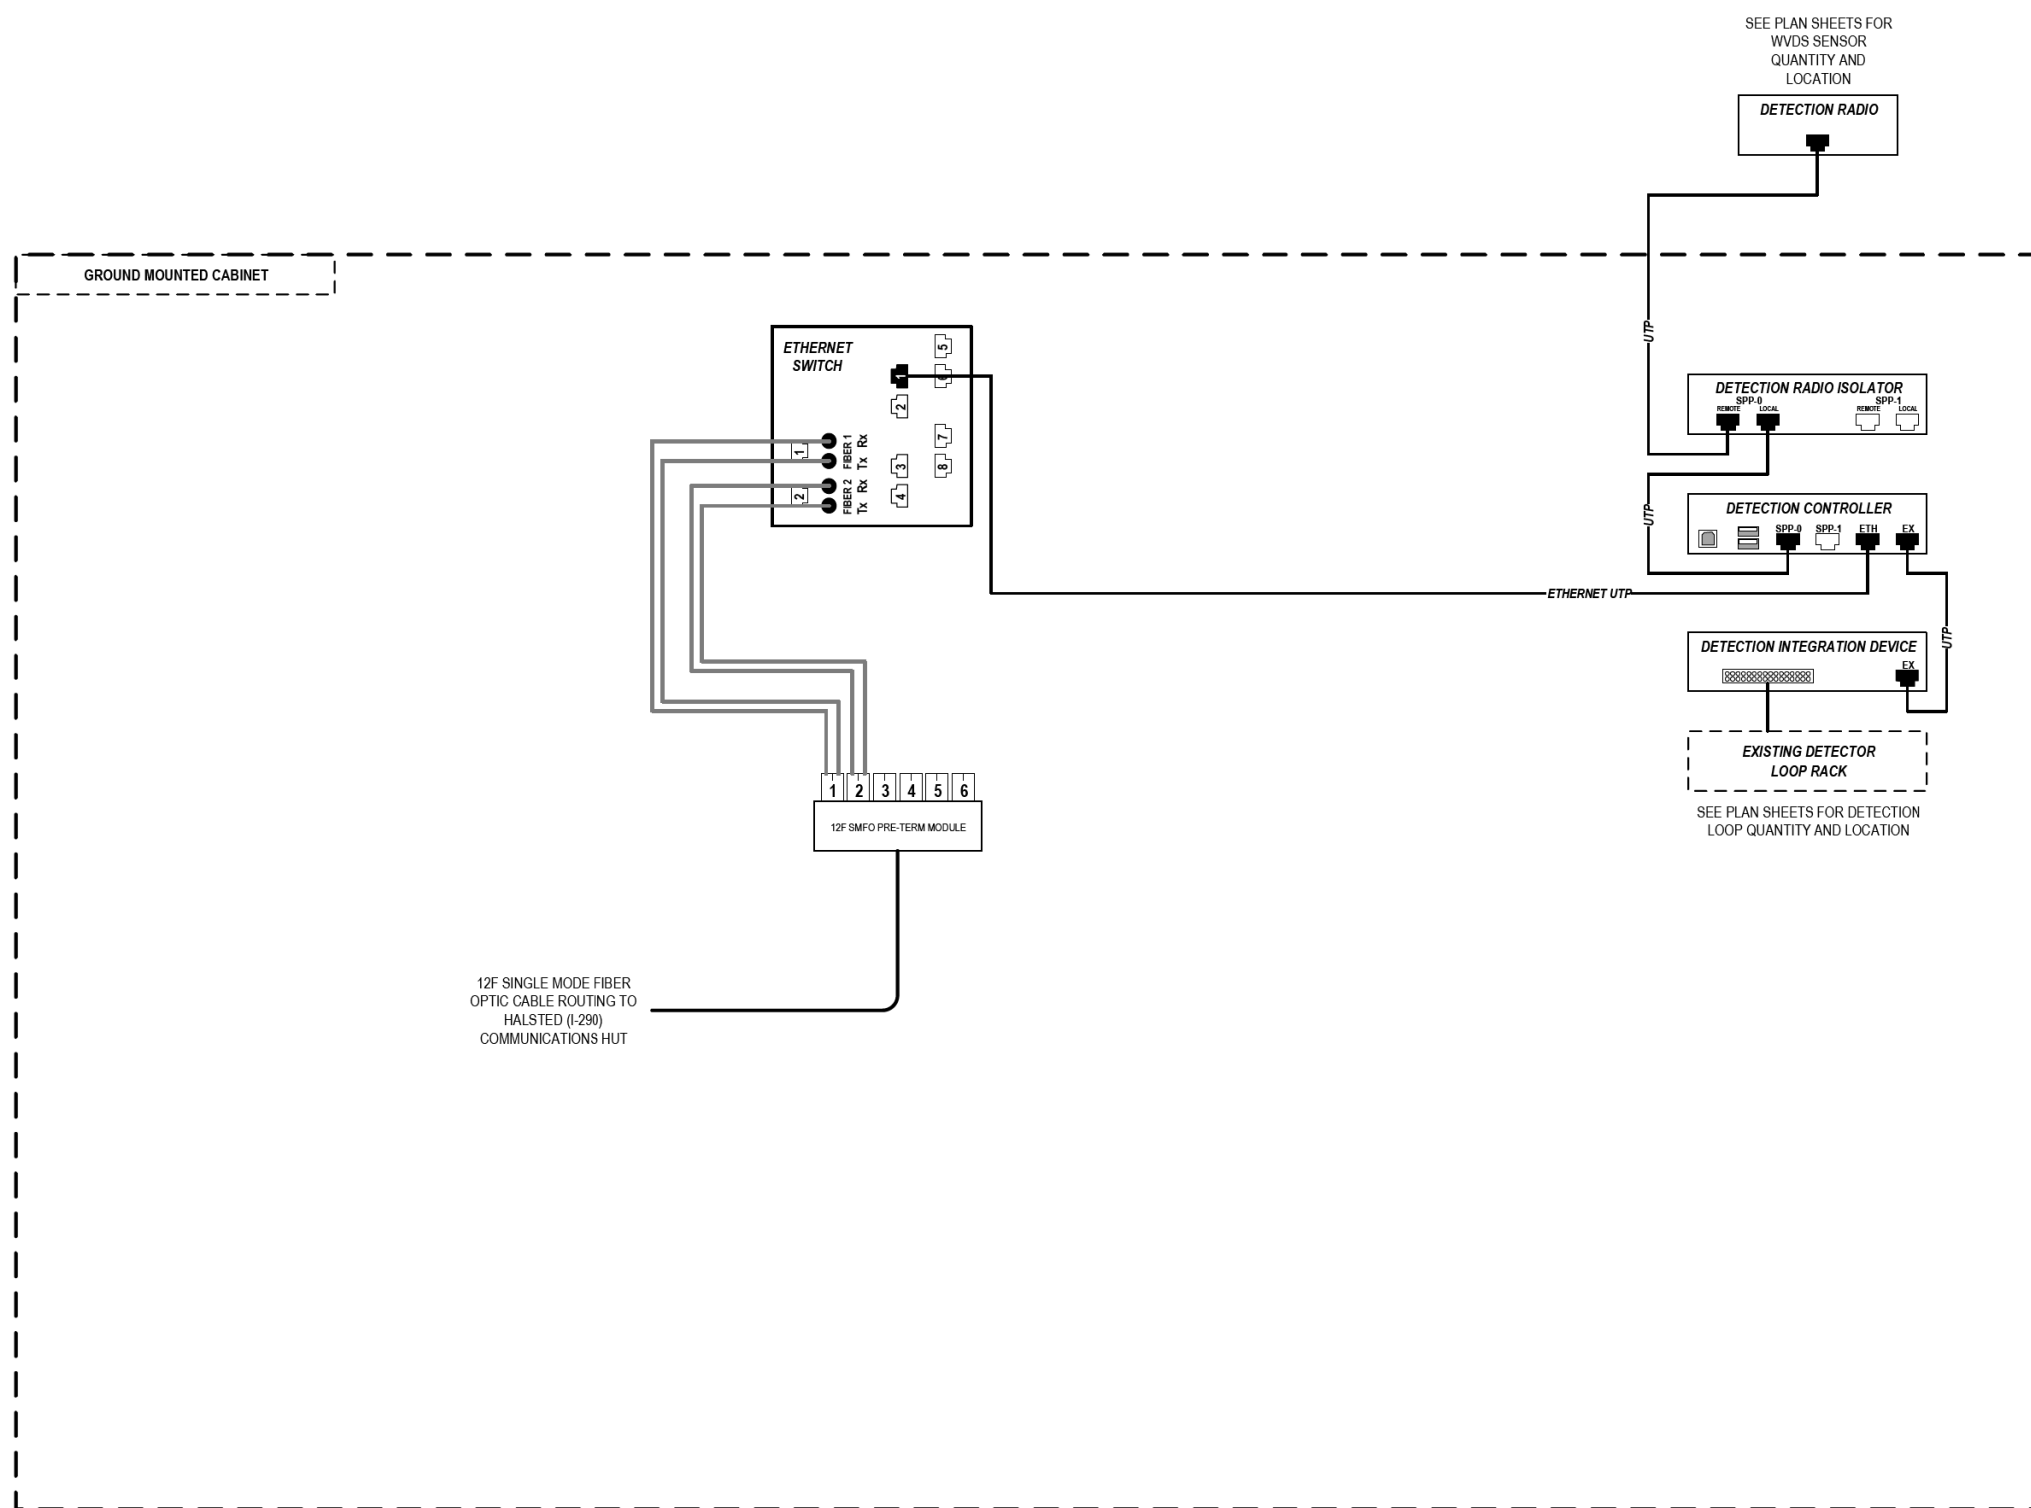 SEE PLAN SHEETS FOR
WVDS SENSOR
QUANTITY AND
LOCATION
DETECTION RADIO
GROUND MOUNTED CABINET
UTP
ETHERNET
SWITCH
5
1
6
2
7
3
8
4
1
2
FIBER 1
Rx
Tx
FIBER 2
Rx
Tx
DETECTION RADIO ISOLATOR
SPP-0 SPP-1
REMOTE LOCAL REMOTE LOCAL
UTP
DETECTION CONTROLLER
SPP-0 SPP-1 ETH EX
ETHERNET UTP
UTP
DETECTION INTEGRATION DEVICE
EX
EXISTING DETECTOR
LOOP RACK
SEE PLAN SHEETS FOR DETECTION
LOOP QUANTITY AND LOCATION
1 2 3 4 5 6
12F SMFO PRE-TERM MODULE
12F SINGLE MODE FIBER
OPTIC CABLE ROUTING TO
HALSTED (I-290)
COMMUNICATIONS HUT